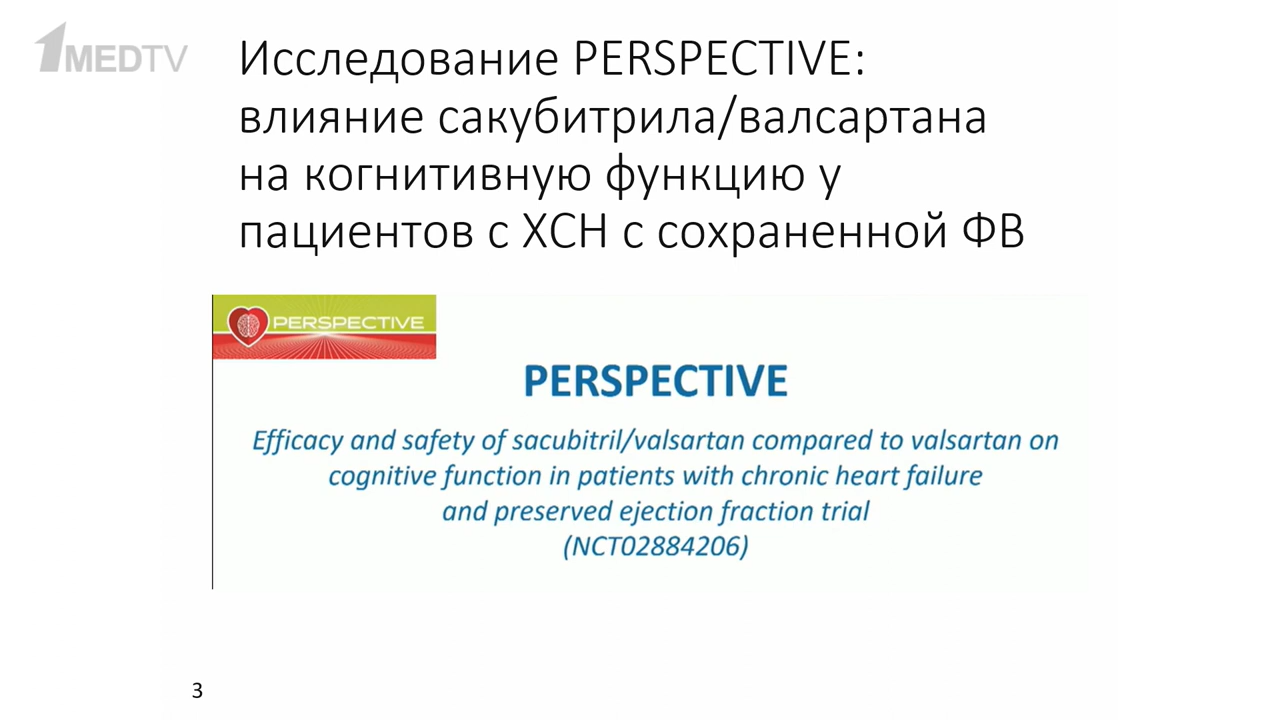 1MEDTV
Исследование PERSPECTIVE:
влияние сакубитрила/валсартана
на когнитивную функцию у
пациентов с ХСН с сохраненной ФВ
PERSPECTIVE
PERSPECTIVE
Efficacy and safety of sacubitril/valsartan compared to valsartan on
cognitive function in patients with chronic heart failure
and preserved ejection fraction trial
(NCT02884206)
3